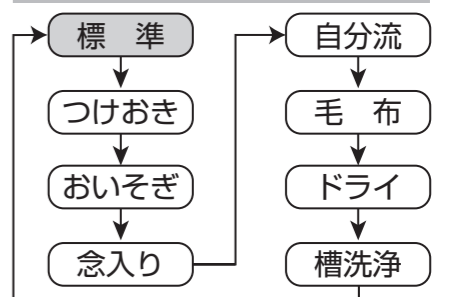 標 準
つけおき
おいそぎ
念入り
自分流
毛 布
ドライ
槽洗浄